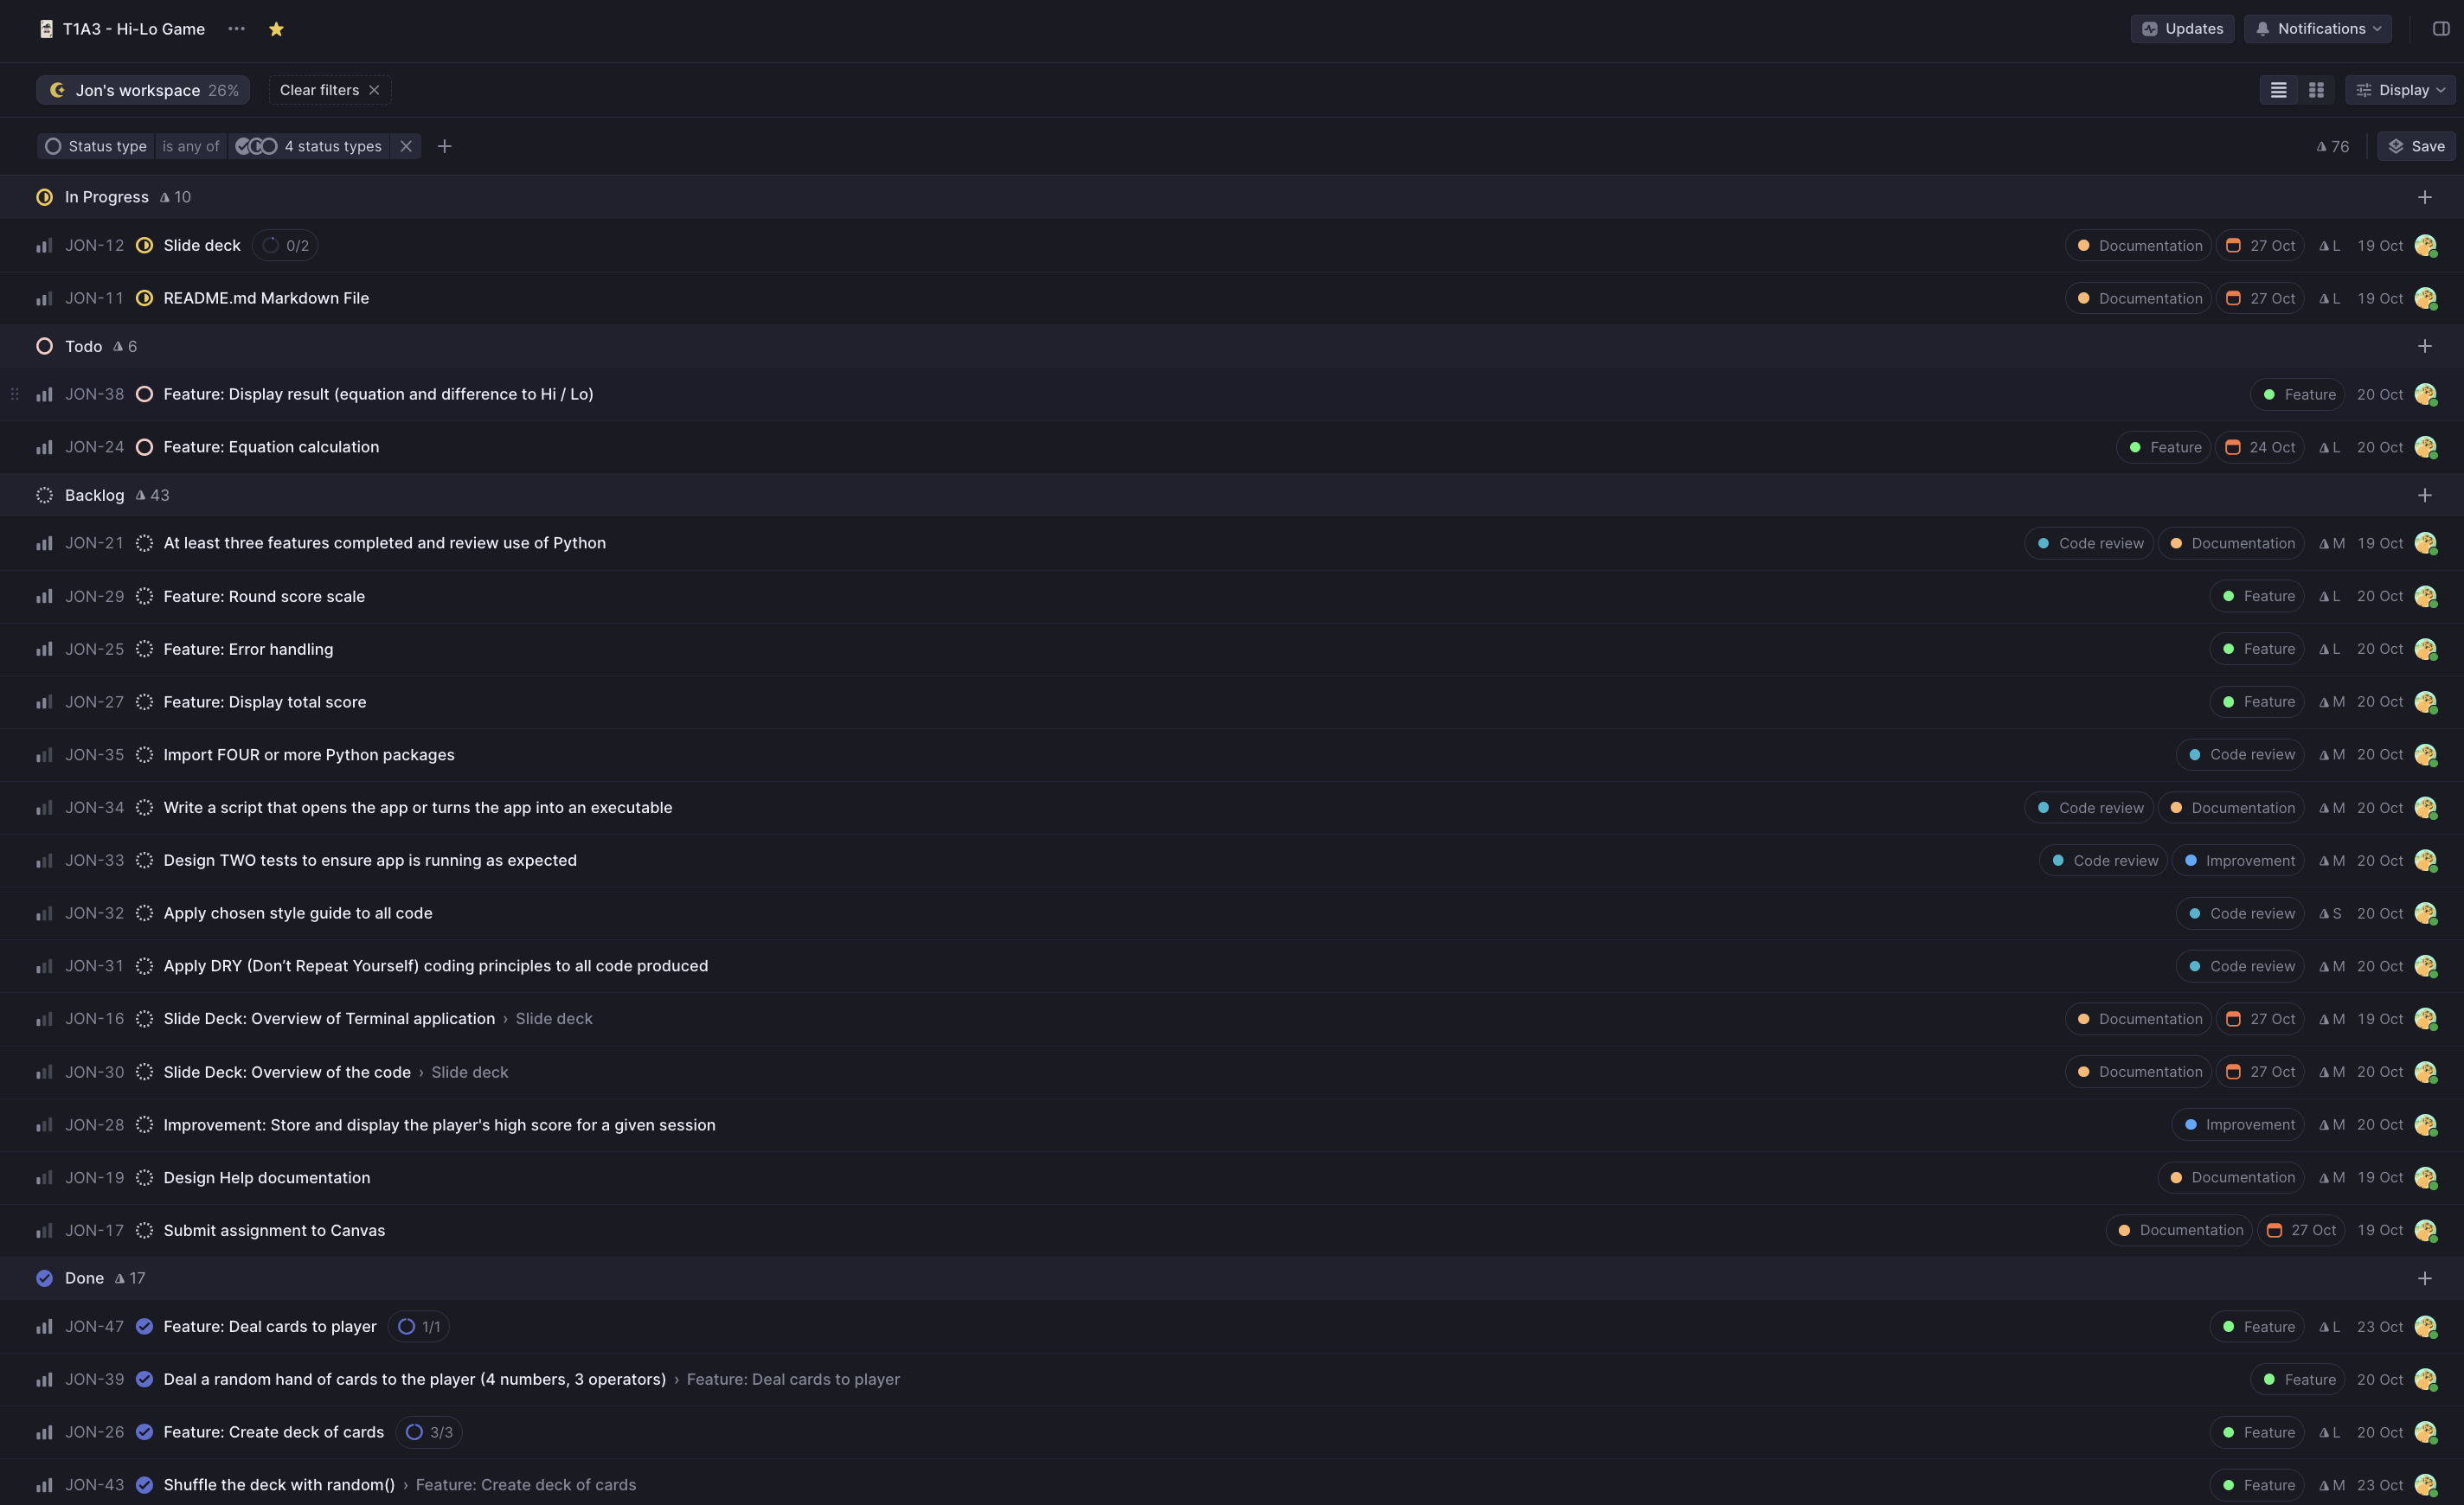 T1A3 - Hi-Lo Game
Updates
Notifications
Jon's workspace 26%
Clear filters
Display
Status type is any of 4 status types
76
Save
In Progress 10
JON-12 Slide deck 0/2 Documentation 27 Oct L 19 Oct
JON-11 README.md Markdown File Documentation 27 Oct L 19 Oct
Todo 6
JON-38 Feature: Display result (equation and difference to Hi / Lo) Feature 20 Oct
JON-24 Feature: Equation calculation Feature 24 Oct L 20 Oct
Backlog 43
JON-21 At least three features completed and review use of Python Code review Documentation M 19 Oct
JON-29 Feature: Round score scale Feature L 20 Oct
JON-25 Feature: Error handling Feature L 20 Oct
JON-27 Feature: Display total score Feature M 20 Oct
JON-35 Import FOUR or more Python packages Code review M 20 Oct
JON-34 Write a script that opens the app or turns the app into an executable Code review Documentation M 20 Oct
JON-33 Design TWO tests to ensure app is running as expected Code review Improvement M 20 Oct
JON-32 Apply chosen style guide to all code Code review S 20 Oct
JON-31 Apply DRY (Don’t Repeat Yourself) coding principles to all code produced Code review M 20 Oct
JON-16 Slide Deck: Overview of Terminal application › Slide deck Documentation 27 Oct M 19 Oct
JON-30 Slide Deck: Overview of the code › Slide deck Documentation 27 Oct M 20 Oct
JON-28 Improvement: Store and display the player's high score for a given session Improvement M 20 Oct
JON-19 Design Help documentation Documentation M 19 Oct
JON-17 Submit assignment to Canvas Documentation 27 Oct 19 Oct
Done 17
JON-47 Feature: Deal cards to player 1/1 Feature L 23 Oct
JON-39 Deal a random hand of cards to the player (4 numbers, 3 operators) › Feature: Deal cards to player Feature 20 Oct
JON-26 Feature: Create deck of cards 3/3 Feature L 20 Oct
JON-43 Shuffle the deck with random() › Feature: Create deck of cards Feature M 23 Oct